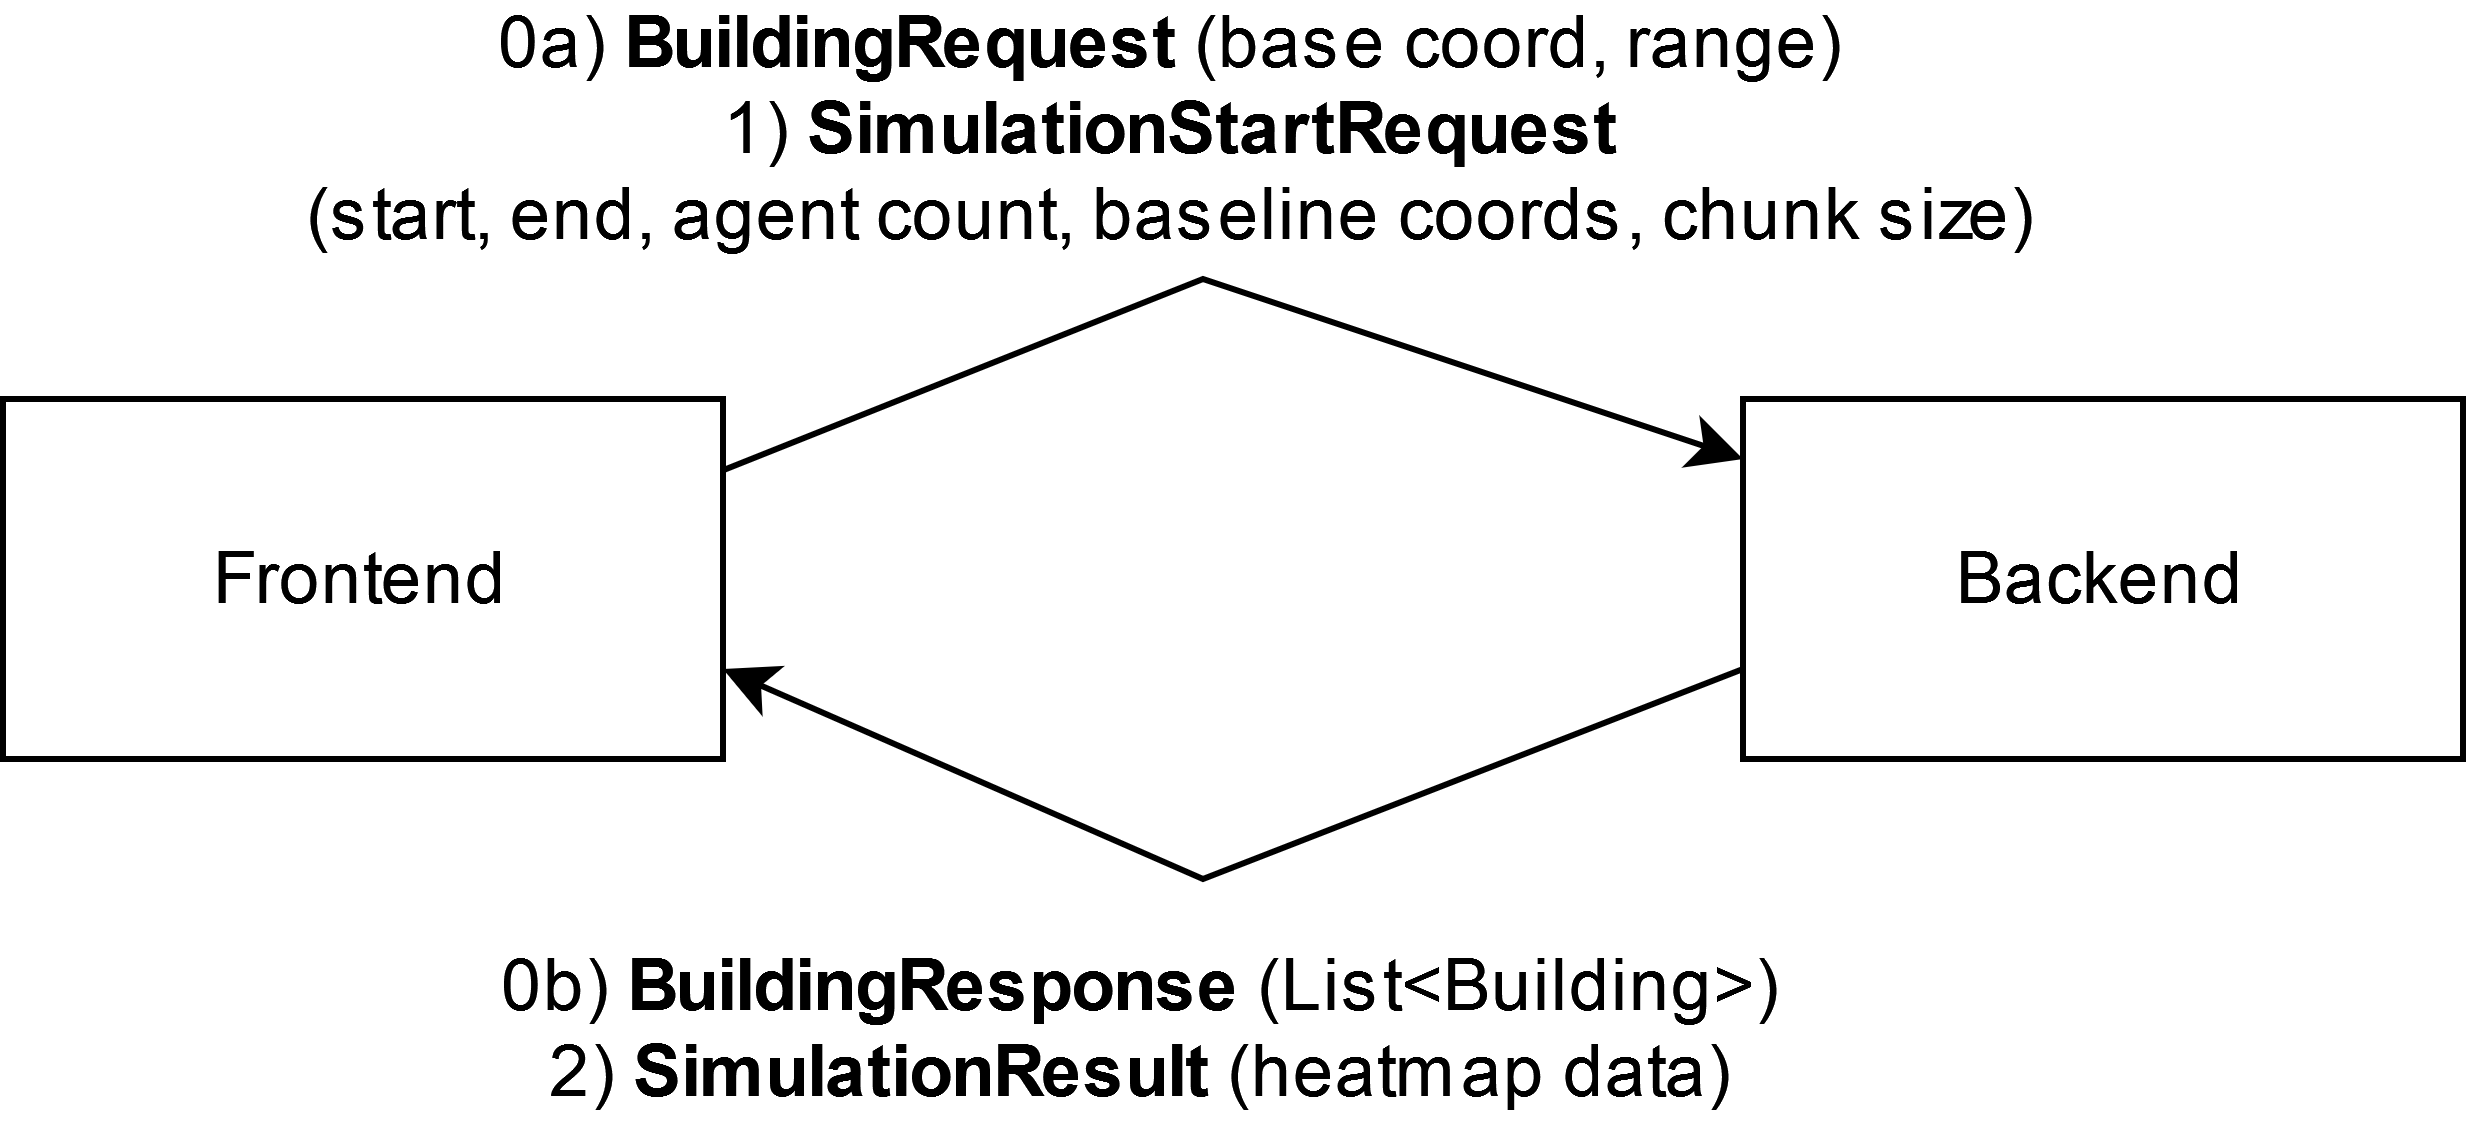 0a) BuildingRequest (base coord, range)
1) SimulationStartRequest
(start, end, agent count, baseline coords, chunk size)
Frontend
Backend
0b) BuildingResponse (List<Building>)
2) SimulationResult (heatmap data)